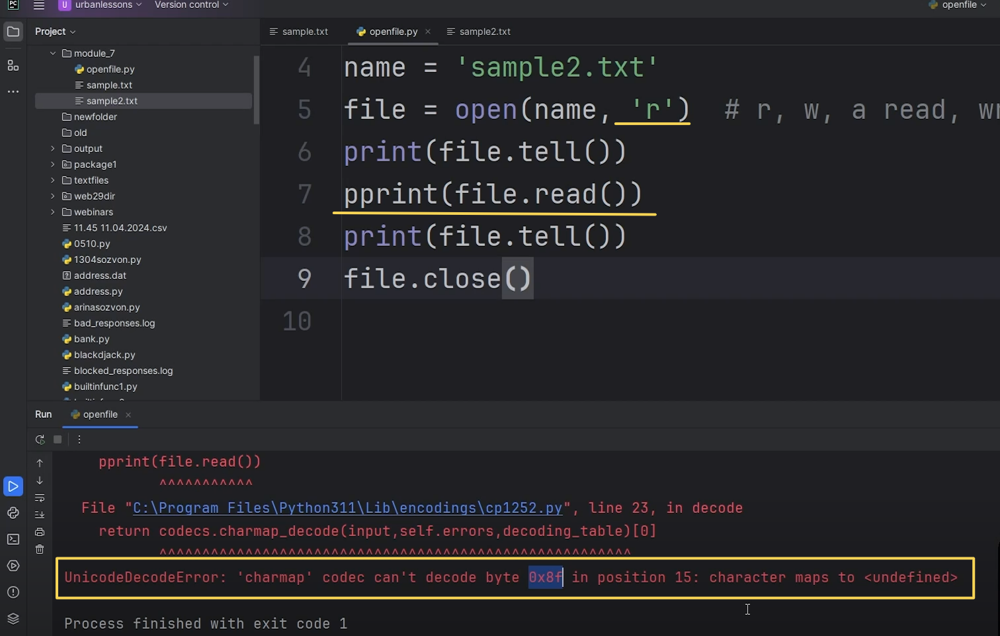 PC
U urbanlessons
Version control
openfile
Project
sample.txt
openfile.py
sample2.txt
module_7
openfile.py
sample.txt
sample2.txt
newfolder
old
output
package1
textfiles
web29dir
webinars
11.45 11.04.2024.csv
0510.py
1304sozvon.py
address.dat
address.py
arinasozvon.py
bad_responses.log
bank.py
blackdjack.py
blocked_responses.log
builtinfunc1.py
4 name = 'sample2.txt'
5 file = open(name, 'r') # r, w, a read, wr
6 print(file.tell())
7 pprint(file.read())
8 print(file.tell())
9 file.close()
10
Run
openfile
pprint(file.read())
^^^^^^^^^^^
File "C:\Program Files\Python311\Lib\encodings\cp1252.py", line 23, in decode
return codecs.charmap_decode(input,self.errors,decoding_table)[0]
^^^^^^^^^^^^^^^^^^^^^^^^^^^^^^^^^^^^^^^^^^^^^^^^^^^^^^^
UnicodeDecodeError: 'charmap' codec can't decode byte 0x8f in position 15: character maps to <undefined>
Process finished with exit code 1